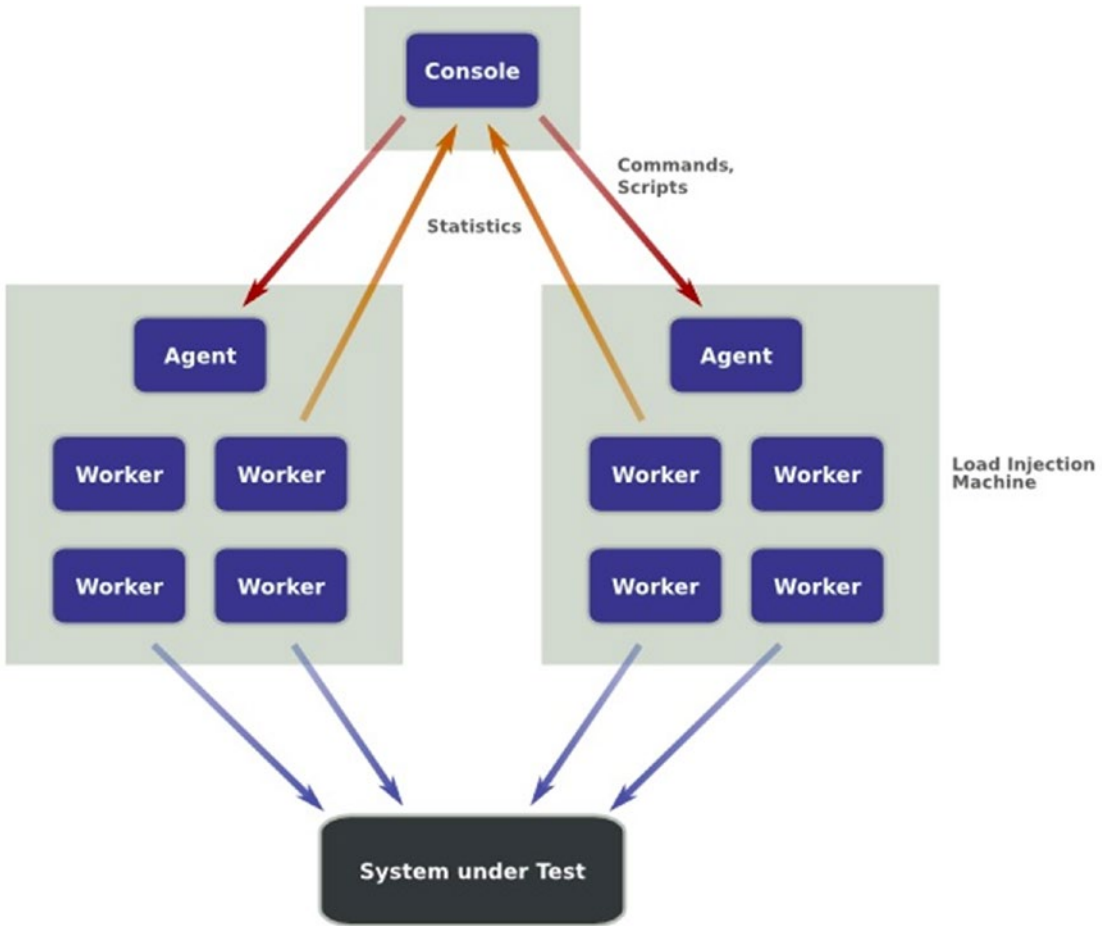 Console
Commands,
Scripts
Statistics
Agent
Agent
Worker
Worker
Worker
Worker
Load Injection
Machine
Worker
Worker
Worker
Worker
System under Test